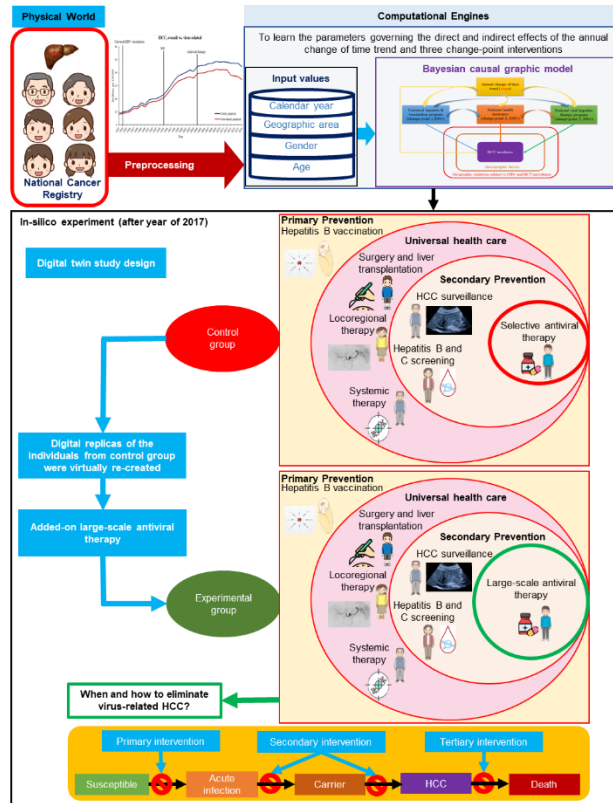 Physical World
National Cancer
Registry
Preprocessing
Computational Engines
To learn the parameters governing the direct and indirect effects of the annual
change of time trend and three change-point interventions
Input values
Calendar year
Geographic area
Gender
Age
Bayesian causal graphic model
In-silico experiment (after year of 2017)
Digital twin study design
Control
group
Digital replicas of the
individuals from control group
were virtually re-created
Added-on large-scale antiviral
therapy
Experimental
group
When and how to eliminate
virus-related HCC?
Primary Prevention
Hepatitis B vaccination
Universal health care
Surgery and liver
transplantation
Locoregional
therapy
Systemic
therapy
Secondary Prevention
HCC surveillance
Hepatitis B and
C screening
Selective antiviral
therapy
Primary Prevention
Hepatitis B vaccination
Universal health care
Surgery and liver
transplantation
Locoregional
therapy
Systemic
therapy
Secondary Prevention
HCC surveillance
Hepatitis B and
C screening
Large-scale antiviral
therapy
Primary intervention
Secondary intervention
Tertiary intervention
Susceptible
Acute
infection
Carrier
HCC
Death